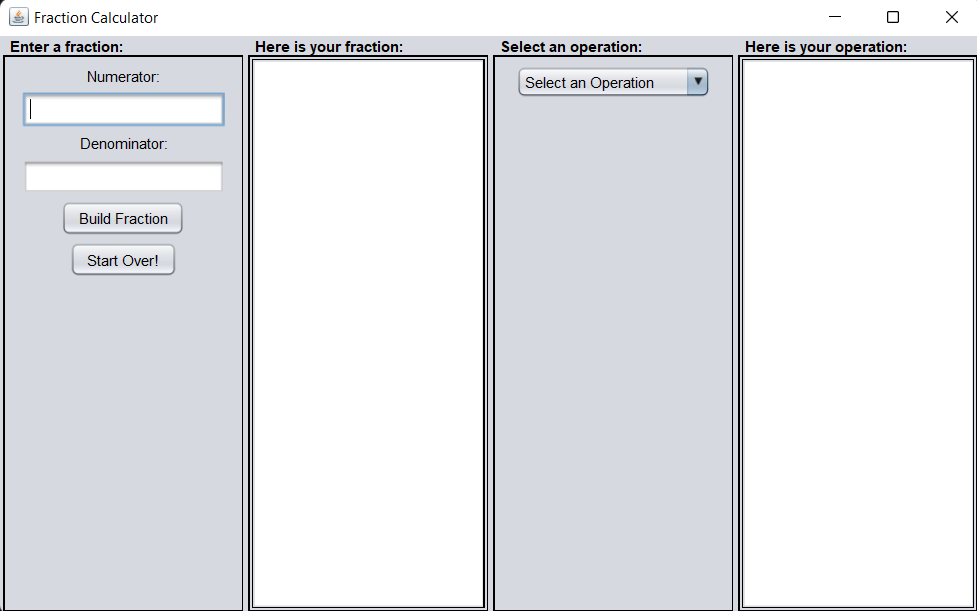 Fraction Calculator
Enter a fraction:
Numerator:
Denominator:
Build Fraction
Start Over!
Here is your fraction:
Select an operation:
Select an Operation
Here is your operation: